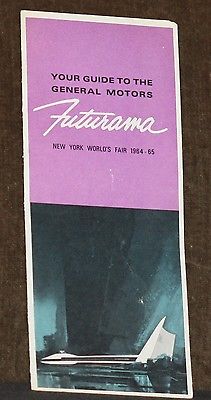 YOUR GUIDE TO THE
GENERAL MOTORS
Futurama
NEW YORK WORLD'S FAIR 1964-65